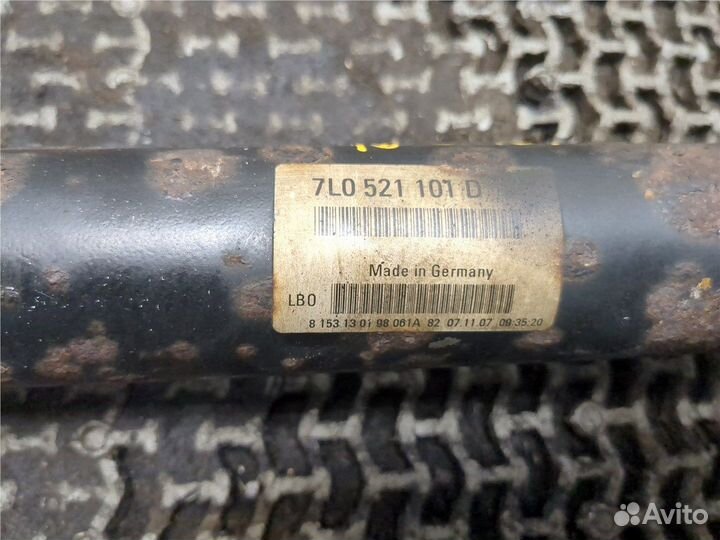 7L0 521 101 D
Made in Germany
LB0
8 153 13 01 98 061A 82 07.11.07 09:35:20
Avito